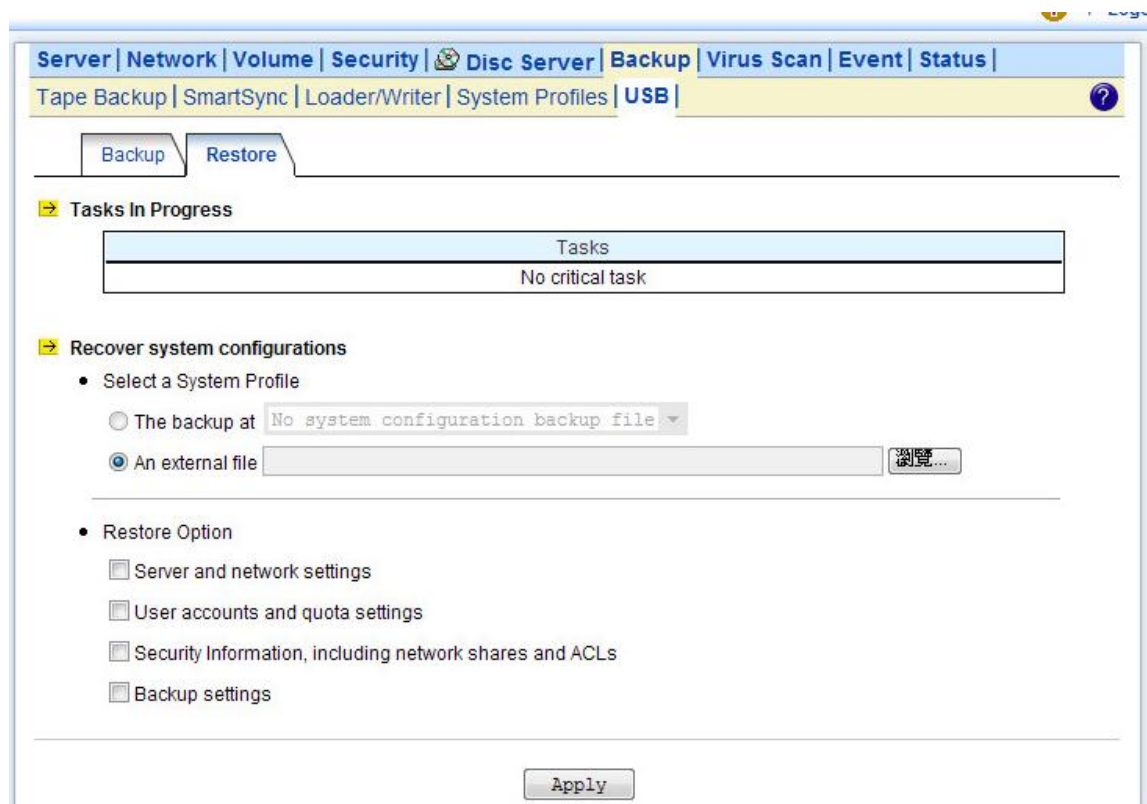 Server | Network | Volume | Security | Disc Server | Backup | Virus Scan | Event | Status |
Tape Backup | SmartSync | Loader/Writer | System Profiles | USB | ?
Backup Restore
Tasks In Progress
Tasks
No critical task
Recover system configurations
• Select a System Profile
The backup at No system configuration backup file
An external file 瀏覽...
• Restore Option
Server and network settings
User accounts and quota settings
Security Information, including network shares and ACLs
Backup settings
Apply